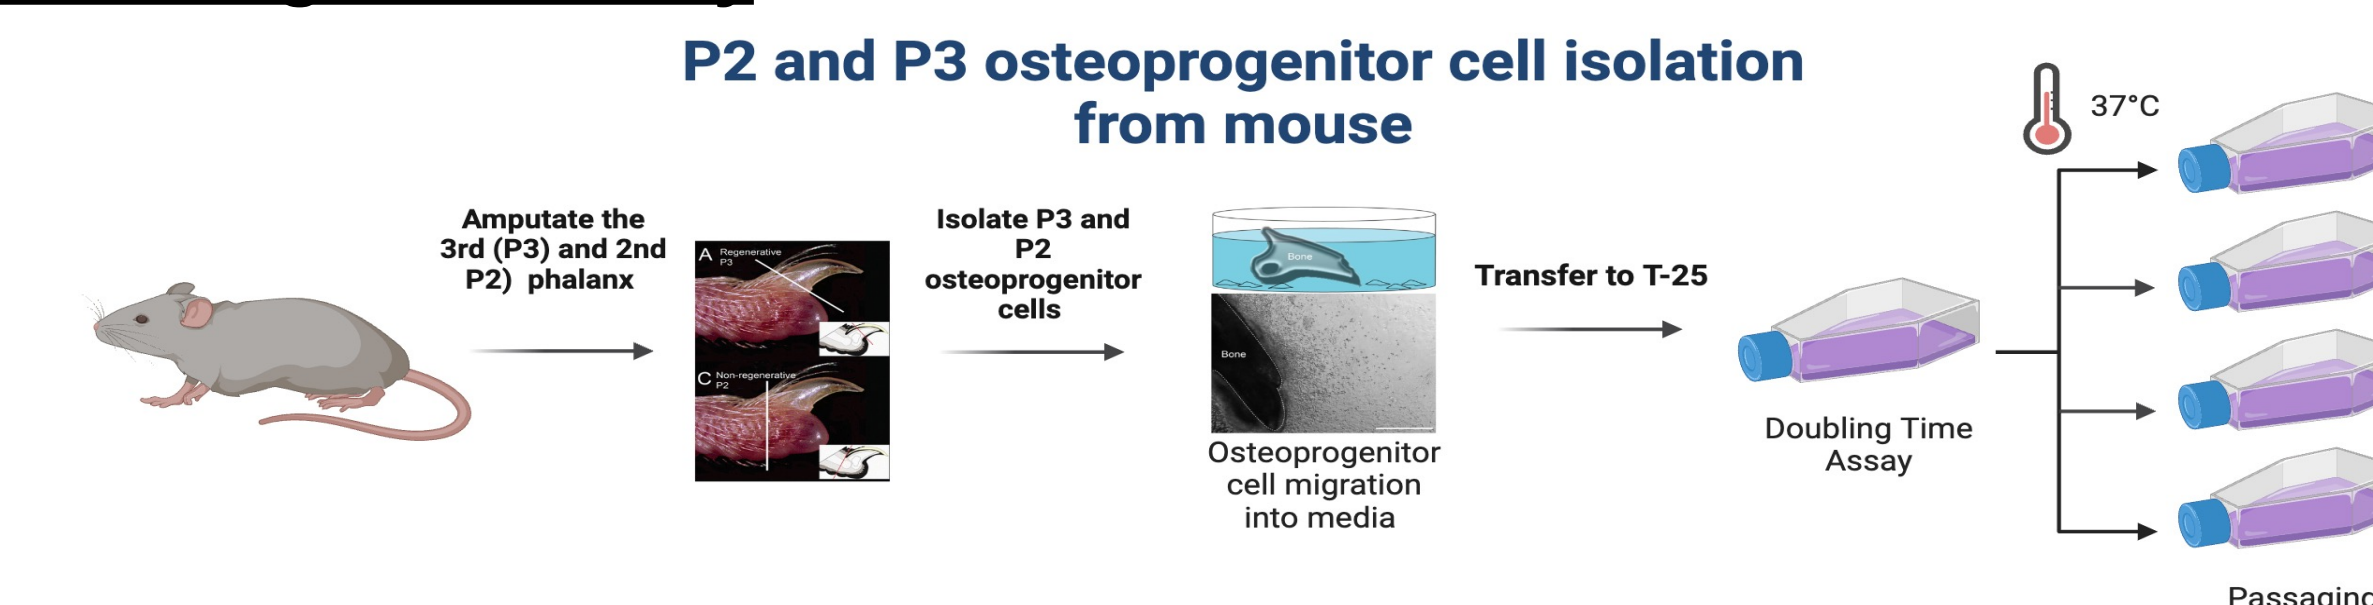 P2 and P3 osteoprogenitor cell isolation
from mouse
37°C
Amputate the
3rd (P3) and 2nd
P2) phalanx
A Regenerative
P3
C Non-regenerative
P2
Isolate P3 and
P2
osteoprogenitor
cells
Bone
Bone
Osteoprogenitor
cell migration
into media
Transfer to T-25
Doubling Time
Assay
Passaging